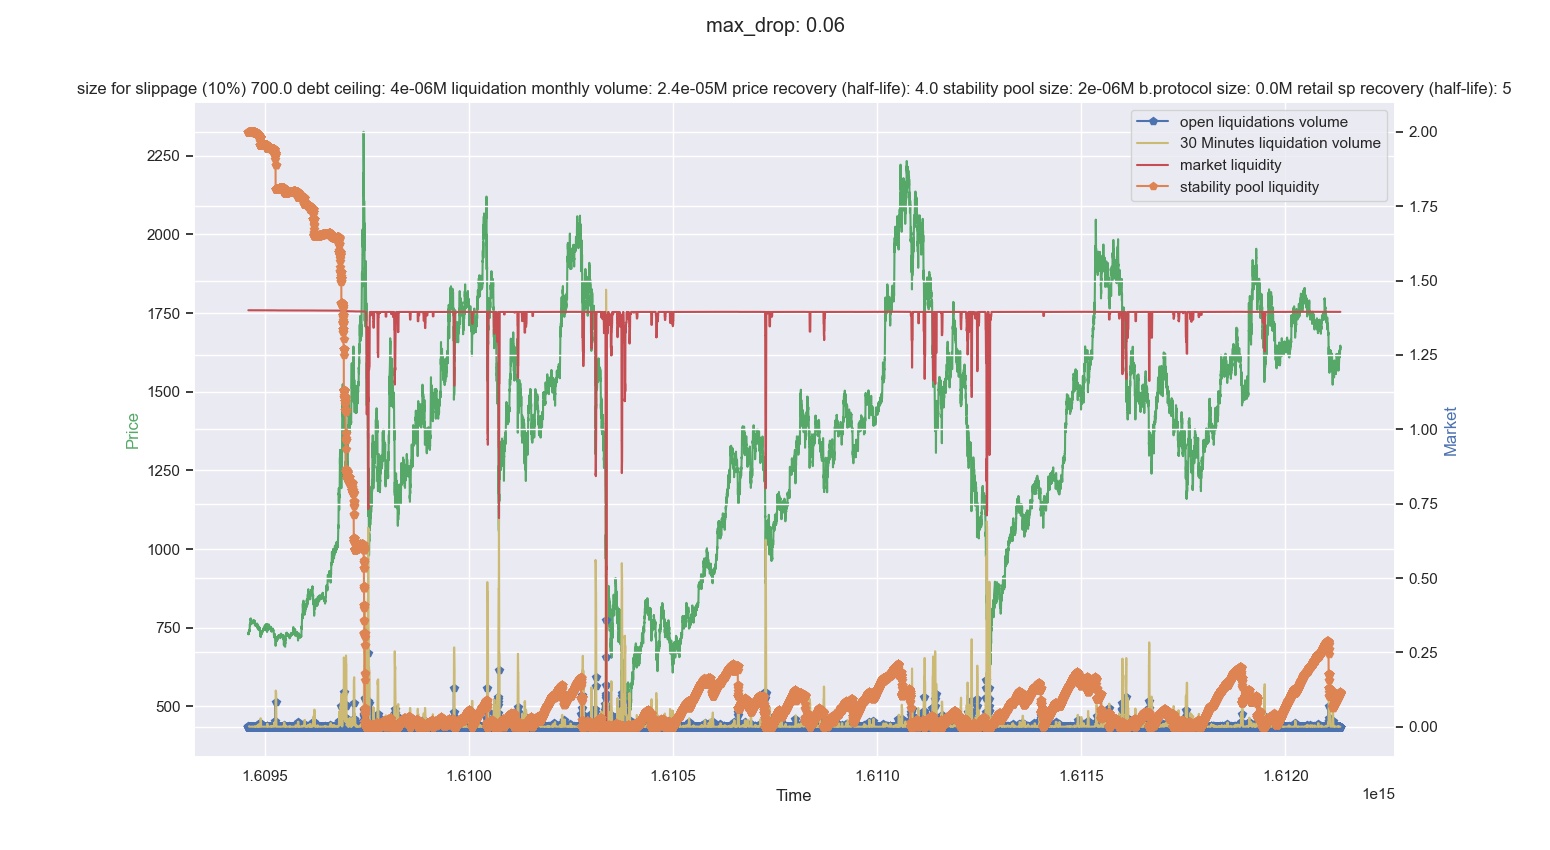 max_drop: 0.06
size for slippage (10%) 700.0 debt ceiling: 4e-06M liquidation monthly volume: 2.4e-05M price recovery (half-life): 4.0 stability pool size: 2e-06M b.protocol size: 0.0M retail sp recovery (half-life): 5
open liquidations volume
30 Minutes liquidation volume
market liquidity
stability pool liquidity
2250
2000
1750
1500
1250
1000
750
500
Price
2.00
1.75
1.50
1.25
1.00
0.75
0.50
0.25
0.00
Market
1.6095
1.6100
1.6105
1.6110
1.6115
1.6120
1e15
Time